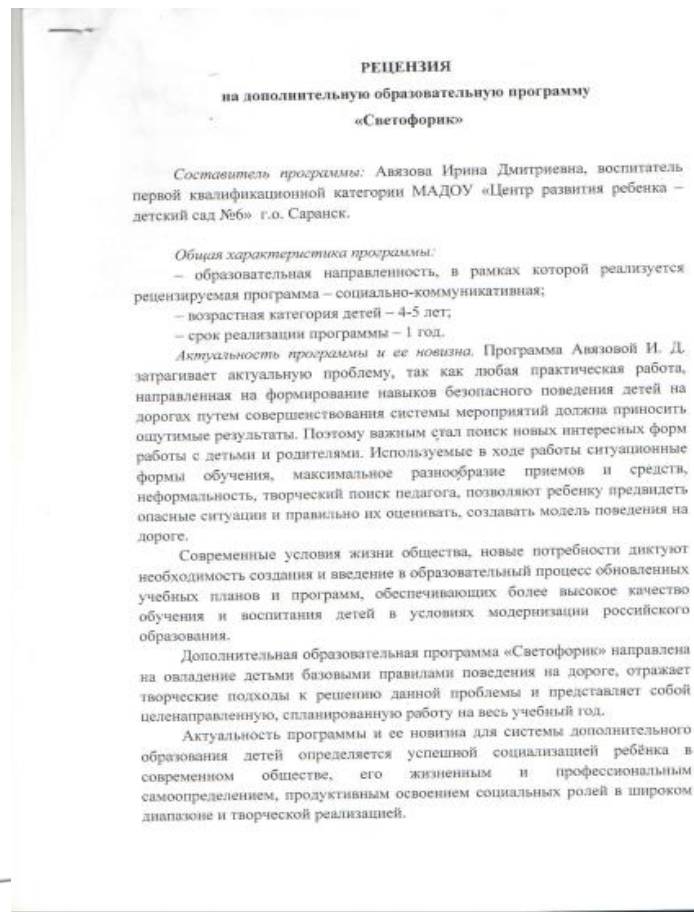 РЕЦЕНЗИЯ
на дополнительную образовательную программу
«Светофорик»
Составитель программы: Авязова Ирина Дмитриевна, воспитатель
первой квалификационной категории МАДОУ «Центр развития ребенка –
детский сад №6» г.о. Саранск.
Общая характеристика программы:
– образовательная направленность, в рамках которой реализуется
рецензируемая программа – социально-коммуникативная;
– возрастная категория детей – 4-5 лет;
– срок реализации программы – 1 год.
Актуальность программы и ее новизна. Программа Авязовой И. Д.
затрагивает актуальную проблему, так как любая практическая работа,
направленная на формирование навыков безопасного поведения детей на
дорогах путем совершенствования системы мероприятий должна приносить
ощутимые результаты. Поэтому важным стал поиск новых интересных форм
работы с детьми и родителями. Используемые в ходе работы ситуационные
формы обучения, максимальное разнообразие приемов и средств,
неформальность, творческий поиск педагога, позволяют ребенку предвидеть
опасные ситуации и правильно их оценивать, создавать модель поведения на
дороге.
Современные условия жизни общества, новые потребности диктуют
необходимость создания и введение в образовательный процесс обновленных
учебных планов и программ, обеспечивающих более высокое качество
обучения и воспитания детей в условиях модернизации российского
образования.
Дополнительная образовательная программа «Светофорик» направлена
на овладение детьми базовыми правилами поведения на дороге, отражает
творческие подходы к решению данной проблемы и представляет собой
целенаправленную, спланированную работу на весь учебный год.
Актуальность программы и ее новизна для системы дополнительного
образования детей определяется успешной социализацией ребёнка в
современном обществе, его жизненным и профессиональным
самоопределением, продуктивным освоением социальных ролей в широком
диапазоне и творческой реализацией.